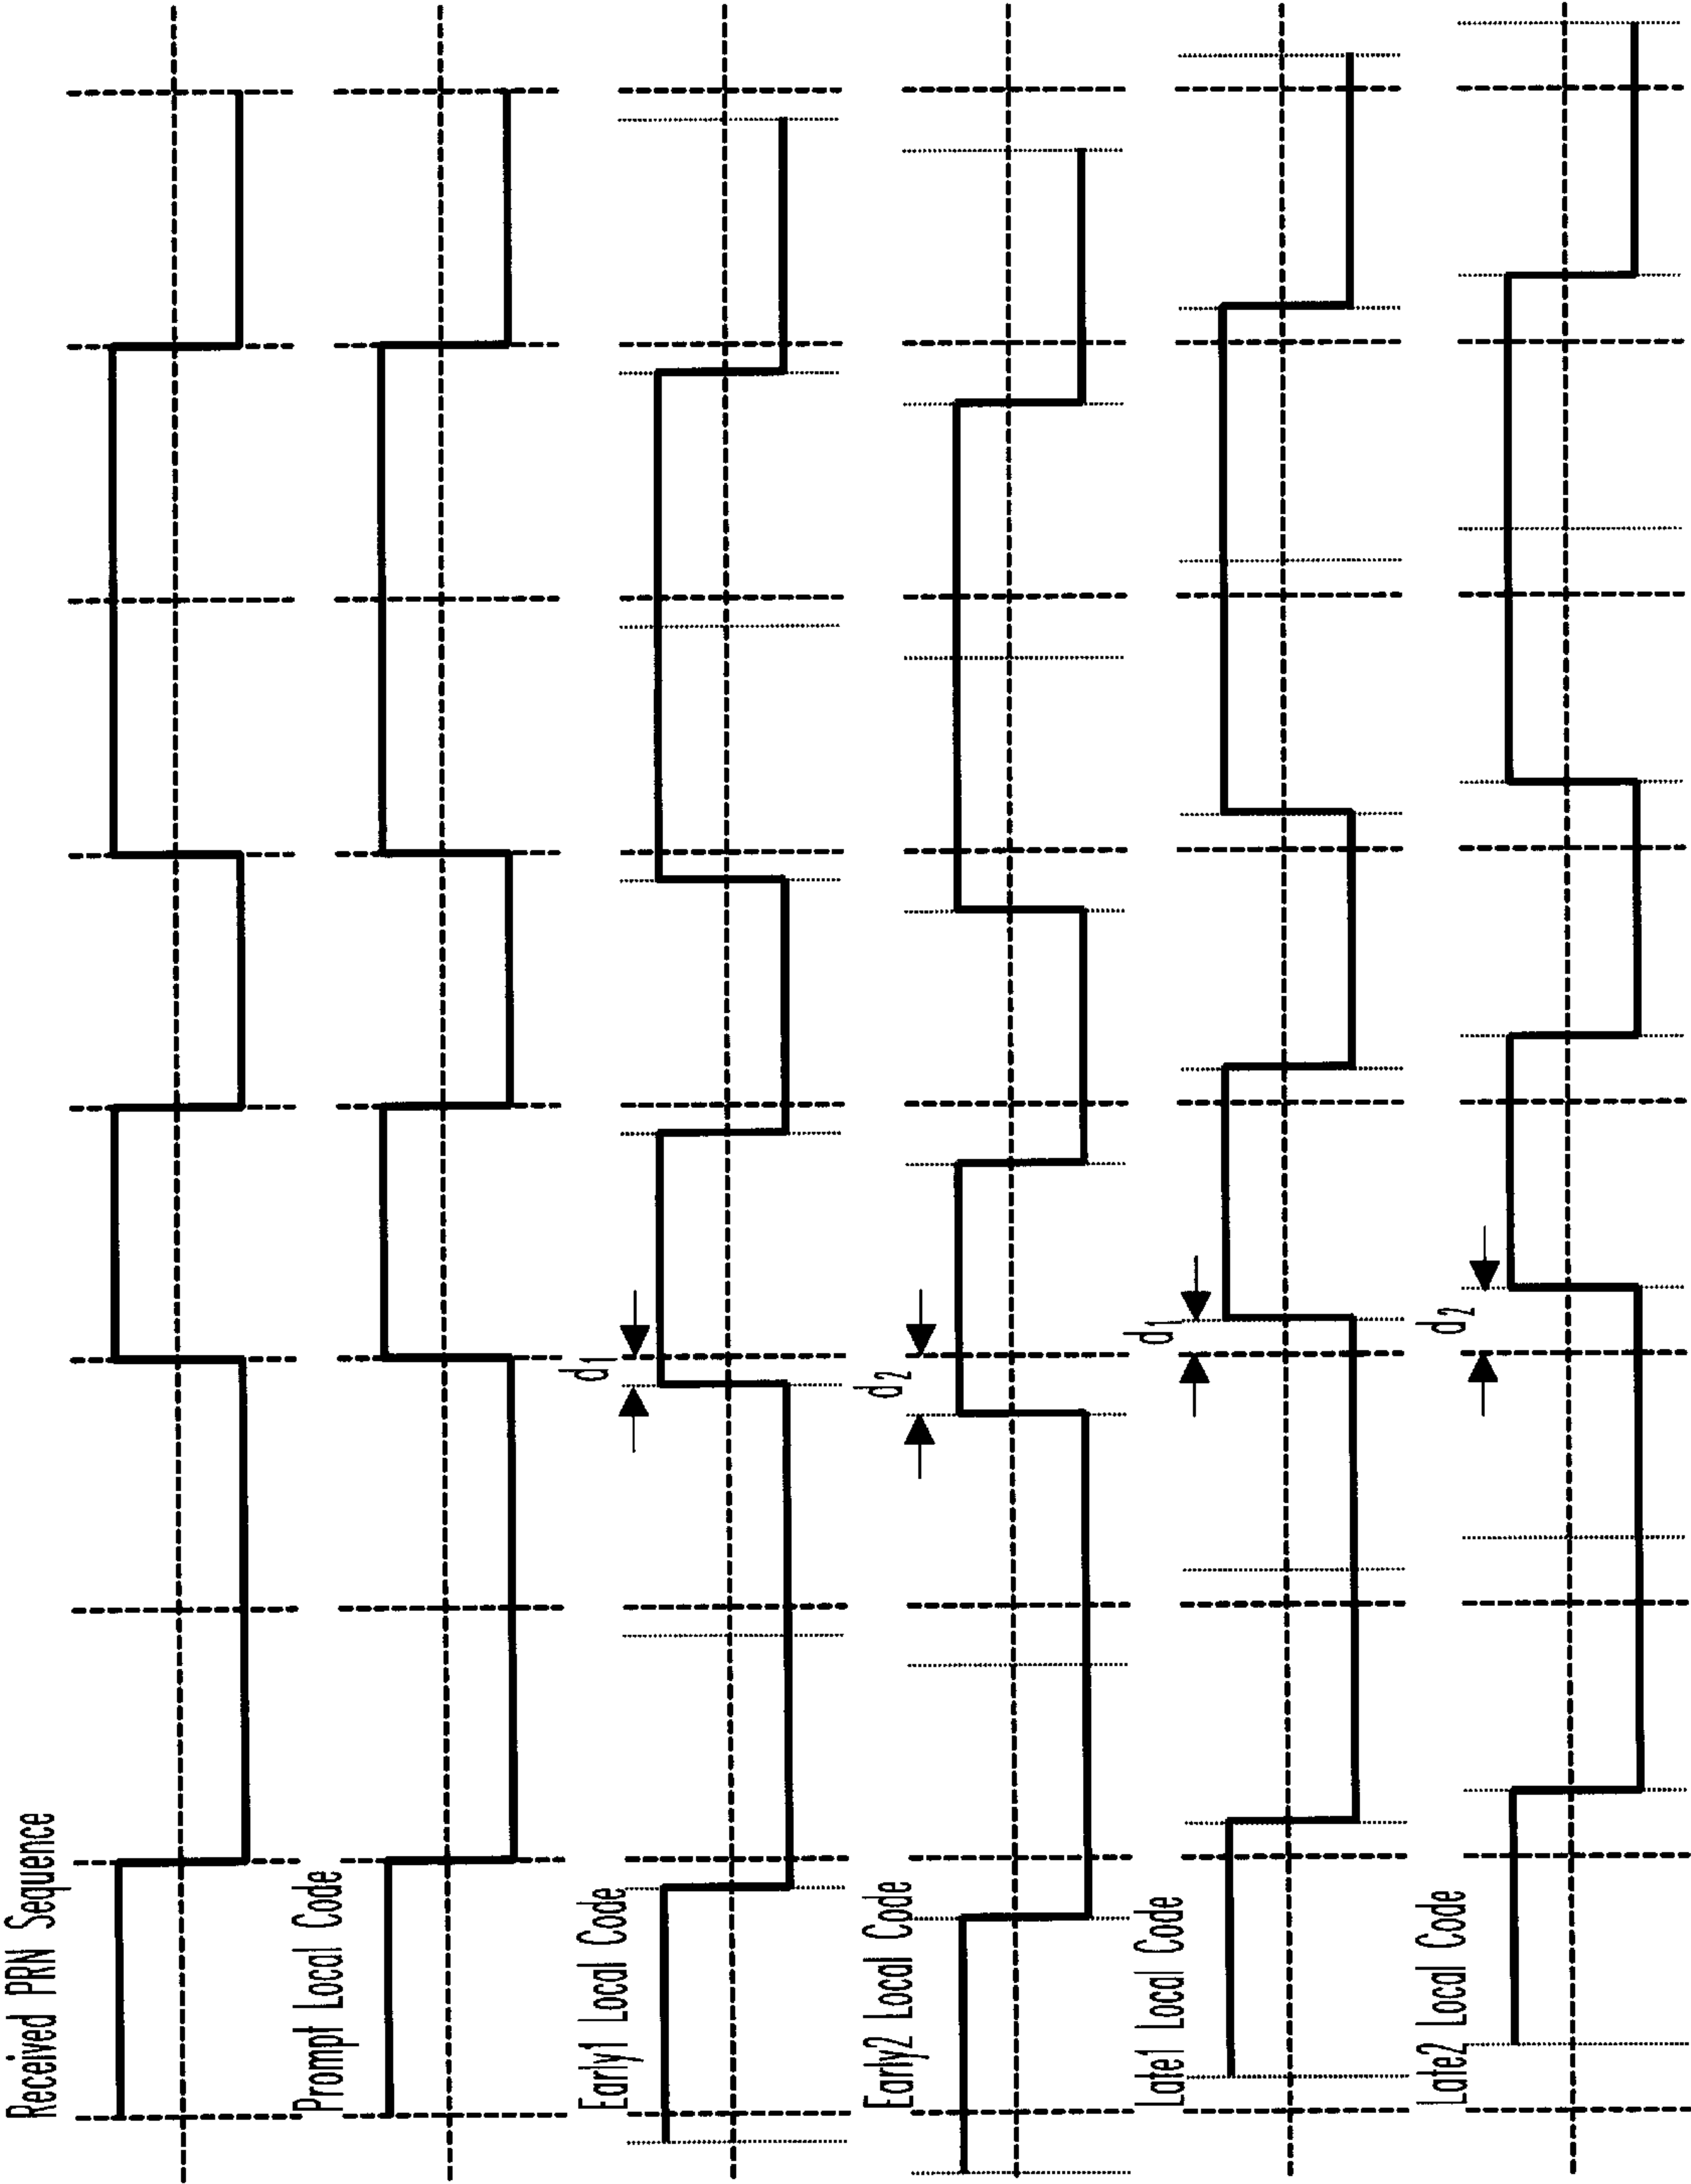 Received PRN Sequence
Prompt Local Code
Early1 Local Code
d1
Early2 Local Code
d2
Late1 Local Code
d1
Late2 Local Code
d2